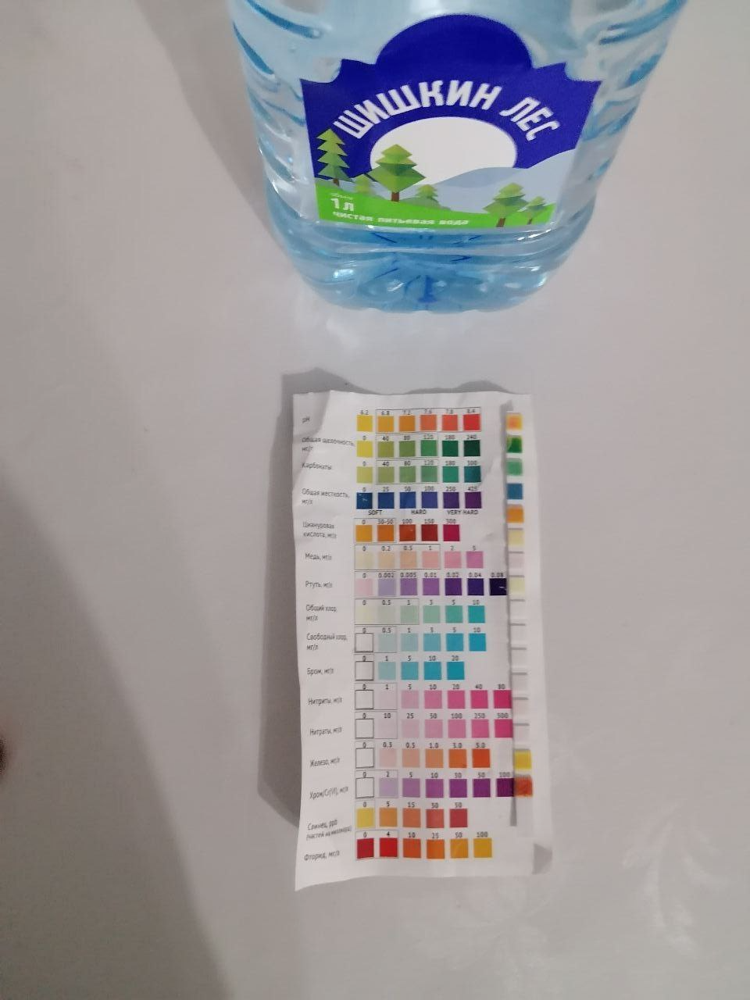 ШИШКИН ЛЕС
объем
1л
чистая питьевая вода
pH 6.2 6.8 7.2 7.6 7.8 8.4
Общая щелочность, мг/л 0 40 80 120 180 240
Карбонаты 0 40 80 120 180 300
Общая жесткость, мг/л 0 25 50 100 250 425
SOFT HARD VERY HARD
Циануровая кислота, мг/л 0 30-50 100 150 300
Медь, мг/л 0 0.2 0.5 1 2 5
Ртуть, мг/л 0 0.002 0.005 0.01 0.02 0.04 0.08
Общий хлор, мг/л 0 0.5 1 3 5 10
Свободный хлор, мг/л 0 0.5 1 3 5 10
Бром, мг/л 0 1 5 10 20
Нитриты, мг/л 0 1 5 10 20 40 80
Нитраты, мг/л 0 10 25 50 100 250 500
Железо, мг/л 0 0.3 0.5 1.0 3.0 5.0
Хром/Cr(VI), мг/л 0 2 5 10 30 50 100
Свинец, ppb (частей на миллиард) 0 5 15 30 50
Фторид, мг/л 0 4 10 25 50 100